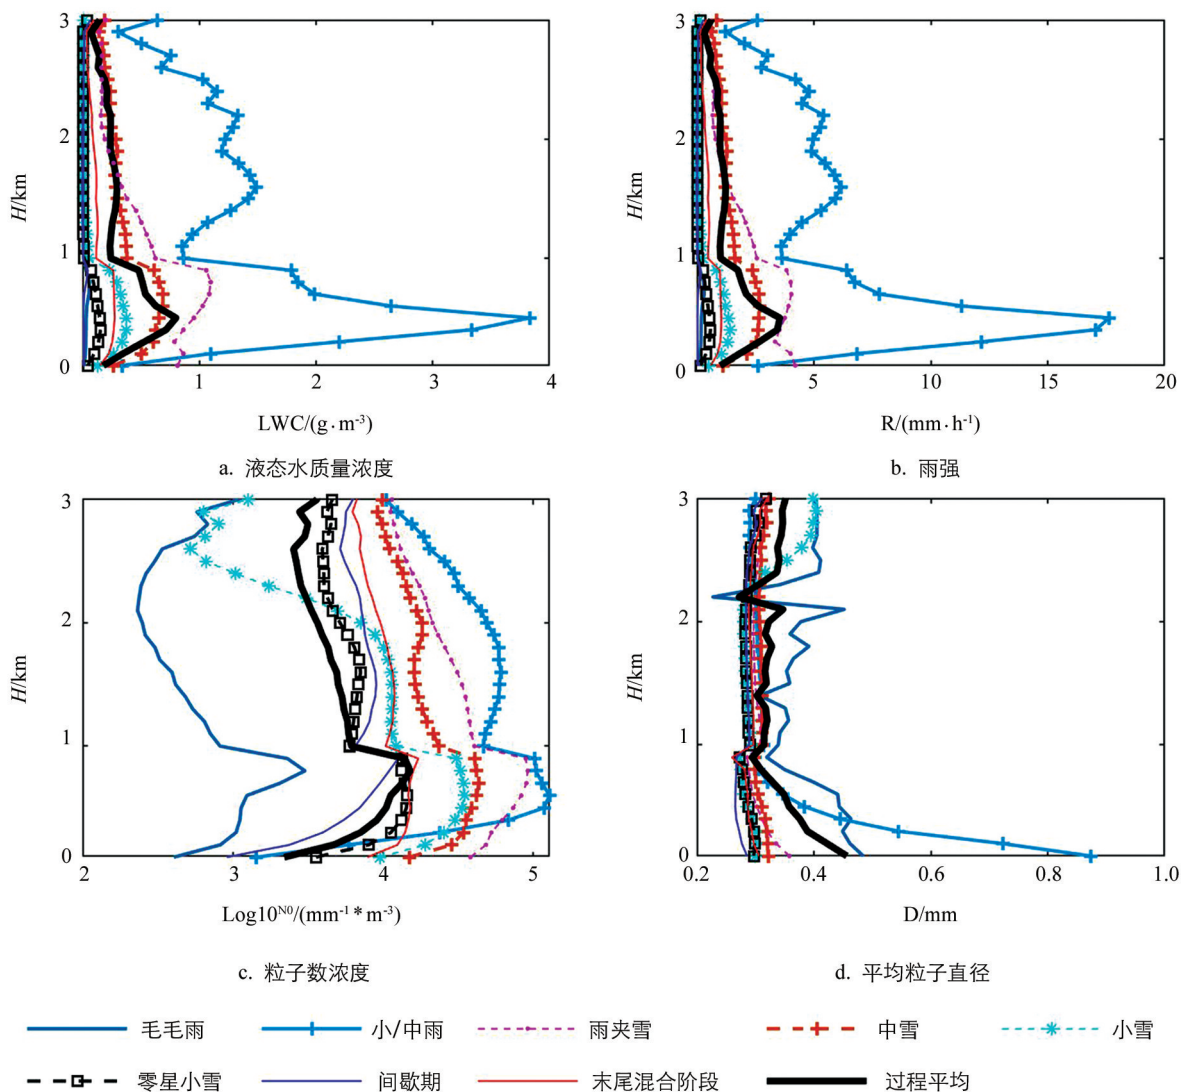 3
2
1
0
H/km
1
2
3
4
LWC/(g·m⁻³)
a. 液态水质量浓度
3
2
1
0
H/km
5
10
15
20
R/(mm·h⁻¹)
b. 雨强
3
2
1
0
H/km
2
3
4
5
Log10ᴺ⁰/(mm⁻¹*m⁻³)
c. 粒子数浓度
3
2
1
0
H/km
0.2
0.4
0.6
0.8
1.0
D/mm
d. 平均粒子直径
毛毛雨 小/中雨 雨夹雪 中雪 小雪
零星小雪 间歇期 末尾混合阶段 过程平均